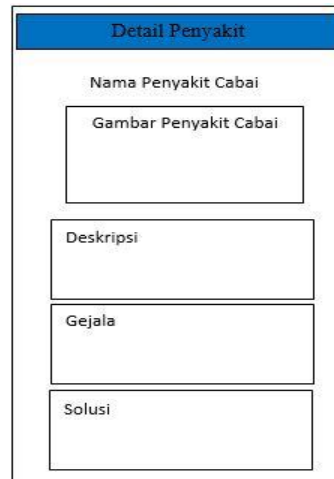 Detail Penyakit
Nama Penyakit Cabai
Gambar Penyakit Cabai
Deskripsi
Gejala
Solusi